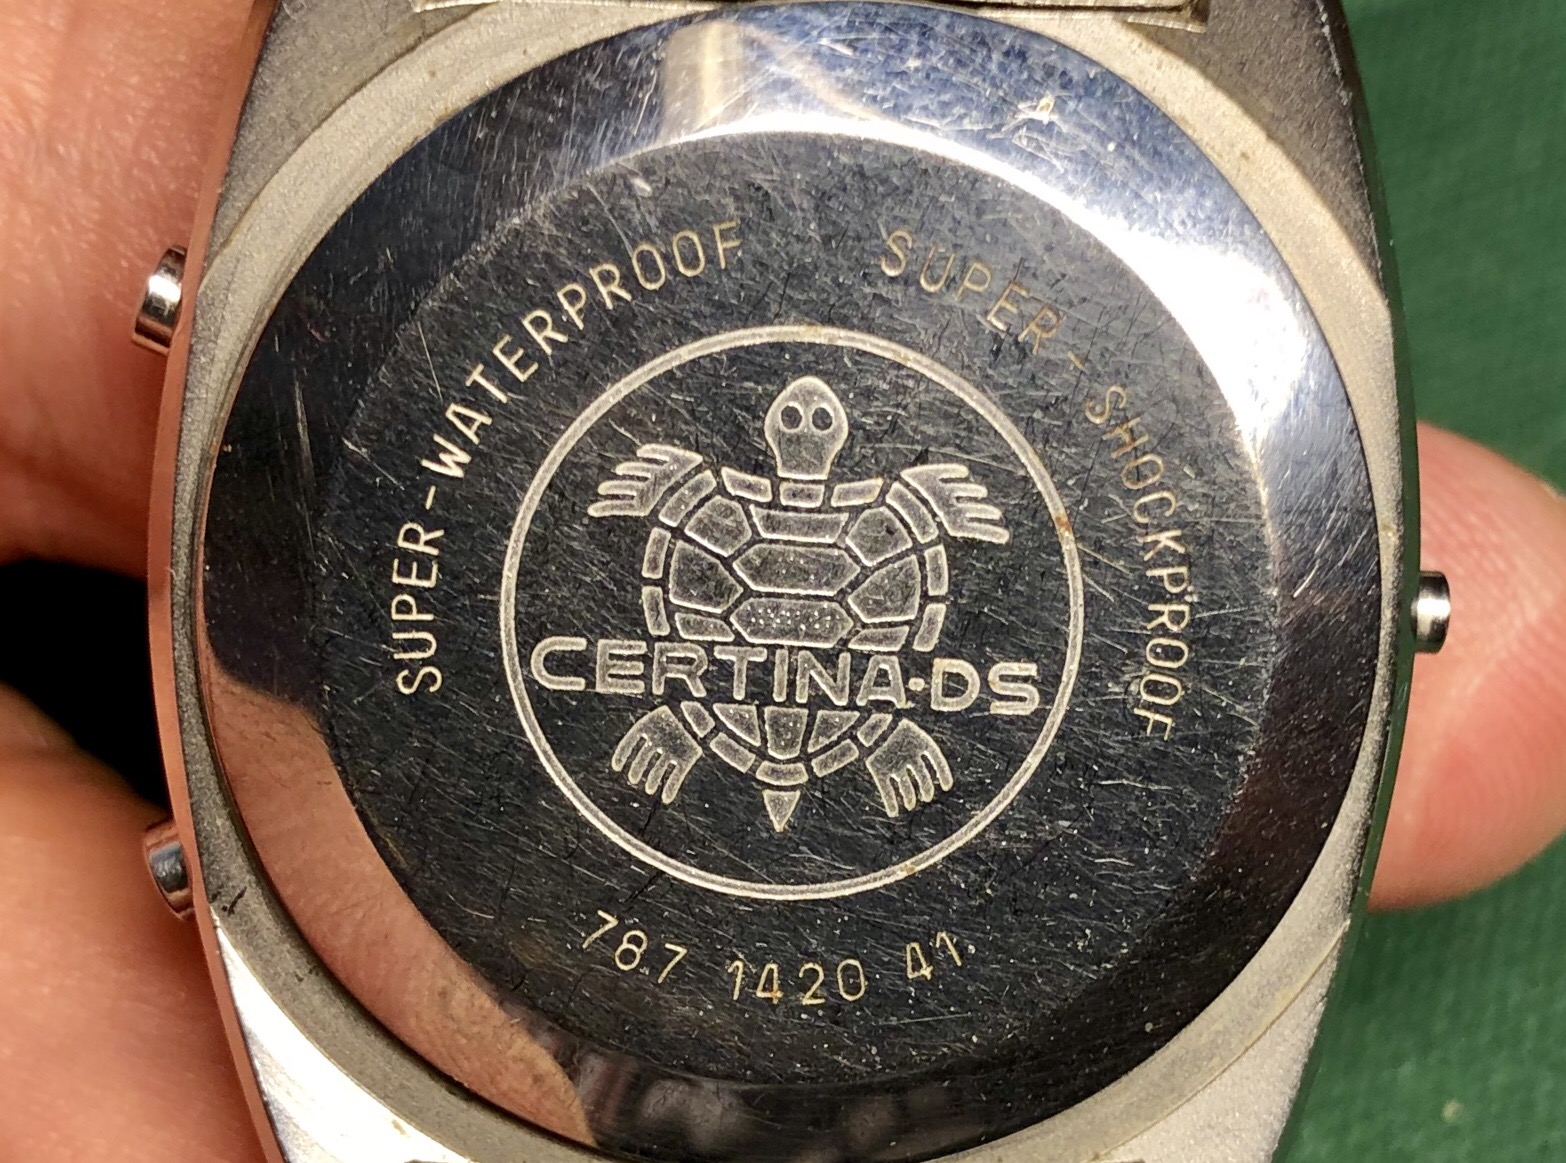 SUPER-WATERPROOF
SUPER-SHOCKPROOF
CERTINA·DS
787 1420 41